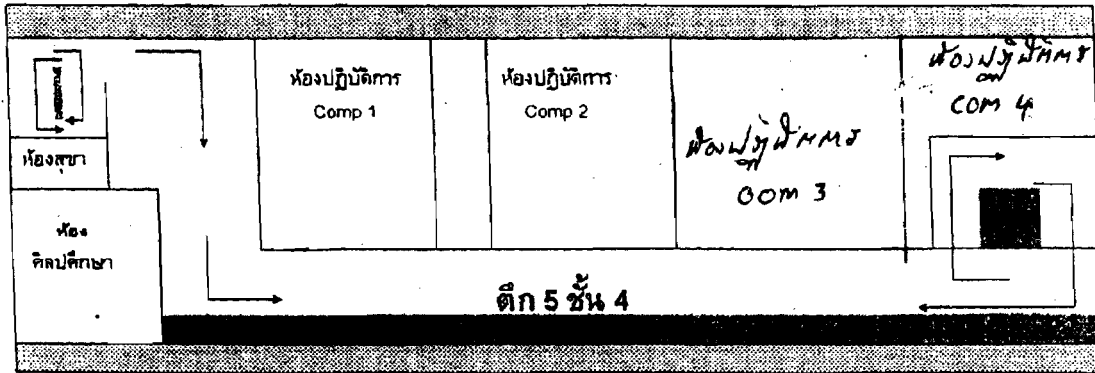 ห้องปฏิบัติการ
Comp 1
ห้องปฏิบัติการ
Comp 2
ห้องปฏิบัติการ
COM 3
ห้องปฏิบัติการ
COM 4
ห้องสุขา
ห้อง
ศิลปศึกษา
ตึก 5 ชั้น 4